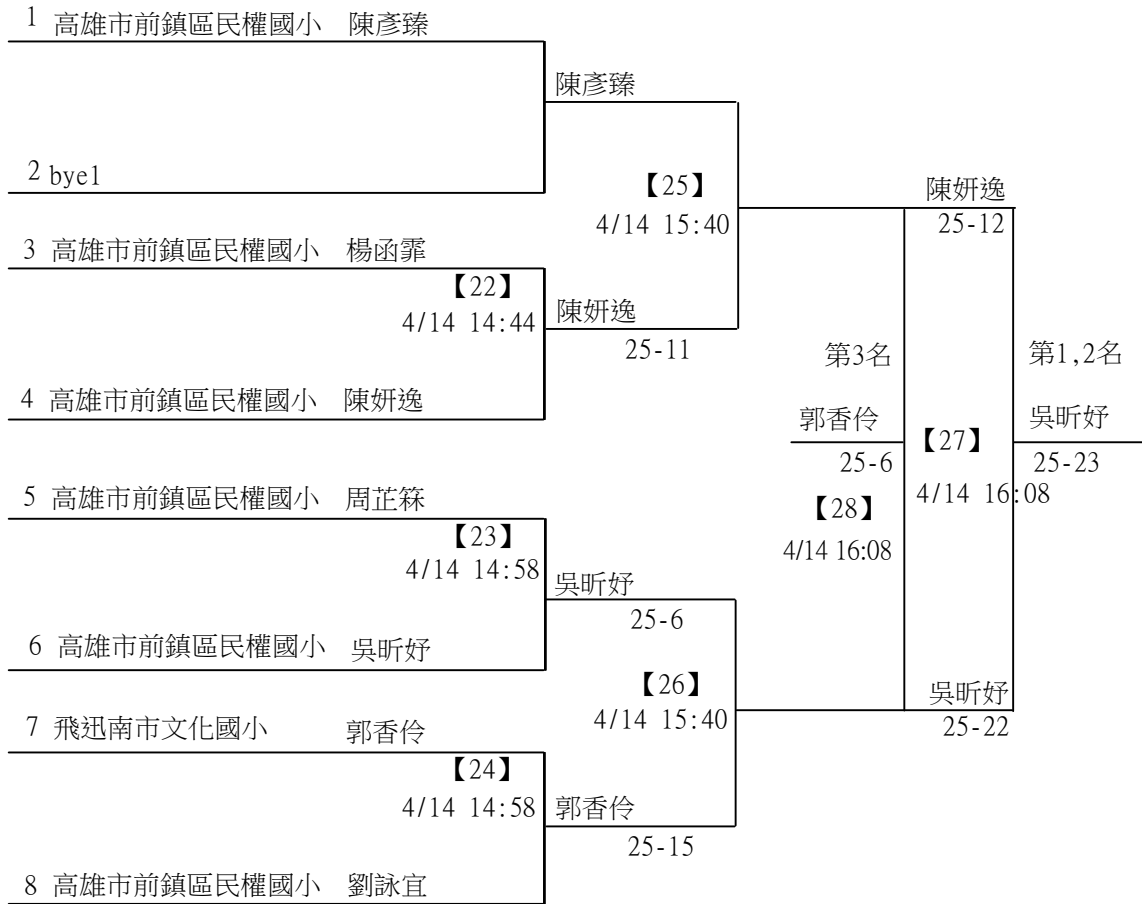 1 高雄市前鎮區民權國小 陳彥臻
陳彥臻
2 bye1
【25】
4/14 15:40
陳妍逸
25-12
3 高雄市前鎮區民權國小 楊函霏
【22】
4/14 14:44
陳妍逸
25-11
第3名
第1,2名
4 高雄市前鎮區民權國小 陳妍逸
郭香伶
25-6
【27】
4/14 16:08
吳昕妤
25-23
5 高雄市前鎮區民權國小 周芷箖
【28】
4/14 16:08
【23】
4/14 14:58
吳昕妤
25-6
6 高雄市前鎮區民權國小 吳昕妤
【26】
4/14 15:40
吳昕妤
25-22
7 飛迅南市文化國小 郭香伶
【24】
4/14 14:58
郭香伶
25-15
8 高雄市前鎮區民權國小 劉詠宜